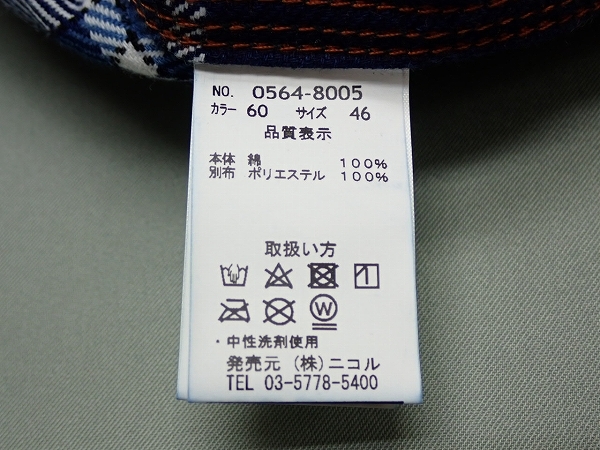 NO. 0564-8005
カラー 60 サイズ 46
品質表示
本体 綿 100%
別布 ポリエステル 100%
取扱い方
W
・中性洗剤使用
発売元 (株)ニコル
TEL 03-5778-5400